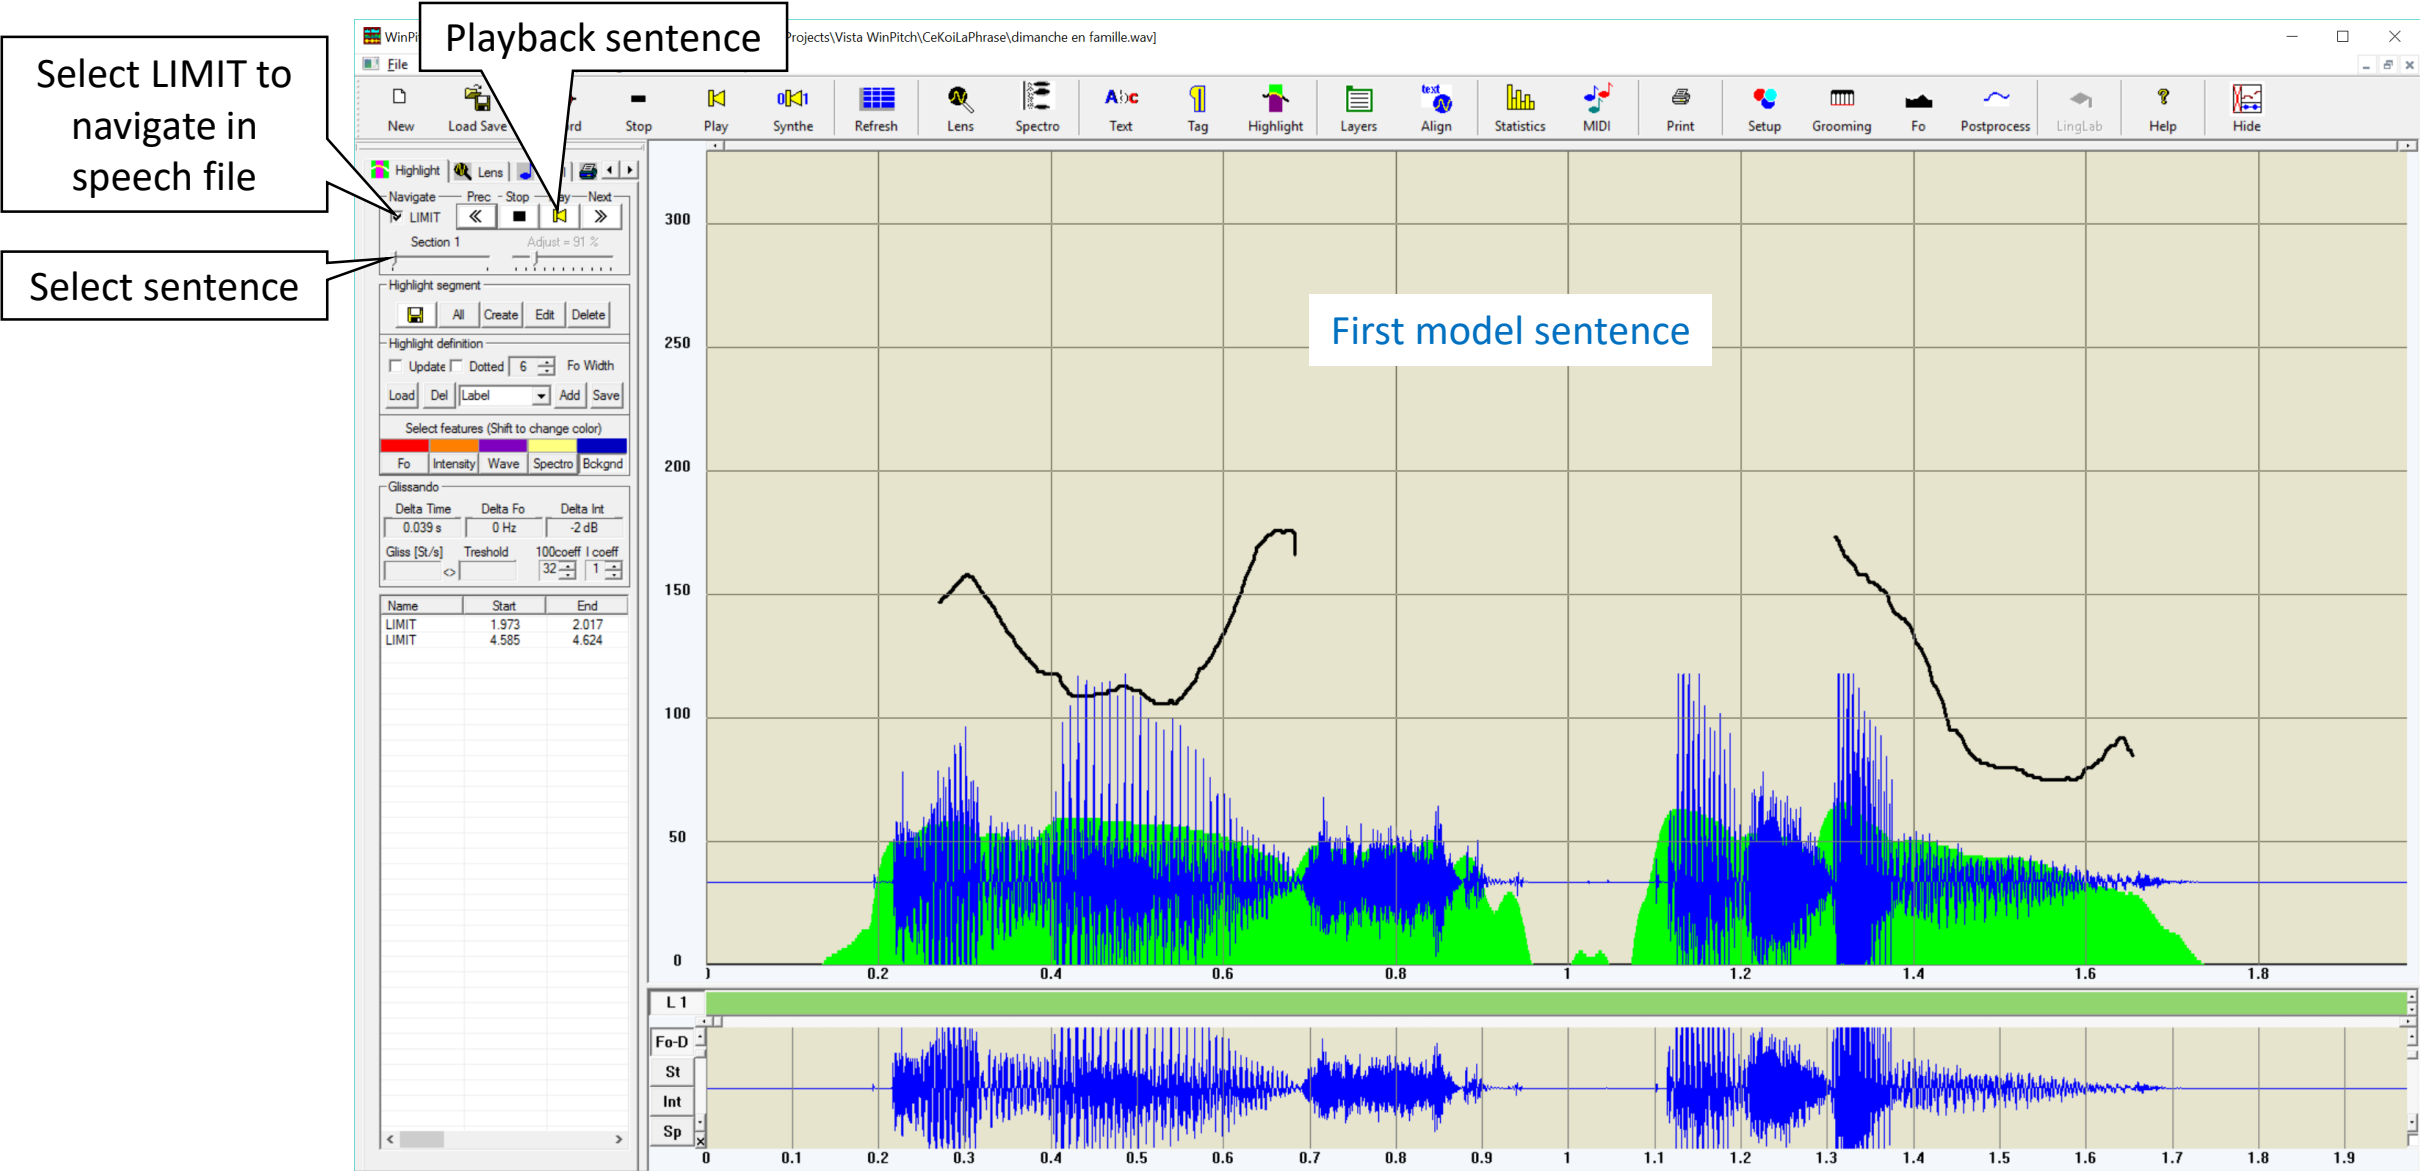 Playback sentence
Select LIMIT to
navigate in
speech file
Select sentence
First model sentence
WinPi
Projects\Vista WinPitch\CeKoiLaPhrase\dimanche en famille.wav]
File
New Load Save rd Stop Play Synthe Refresh Lens Spectro Text Tag Highlight Layers Align Statistics MIDI Print Setup Grooming Fo Postprocess LingLab Help Hide
Highlight Lens
Navigate Prec Stop ay Next
LIMIT
Section 1 Adjust = 91 %
Highlight segment
All Create Edit Delete
Highlight definition
Update Dotted 6 Fo Width
Load Del Label Add Save
Select features (Shift to change color)
Fo Intensity Wave Spectro Bckgnd
Glissando
Delta Time Delta Fo Delta Int
0.039 s 0 Hz -2 dB
Gliss [St/s] Treshold 100coeff I coeff
<> 32 1
Name Start End
LIMIT 1.973 2.017
LIMIT 4.585 4.624
300
250
200
150
100
50
0
0.2 0.4 0.6 0.8 1 1.2 1.4 1.6 1.8
L 1
Fo-D
St
Int
Sp
0 0.1 0.2 0.3 0.4 0.5 0.6 0.7 0.8 0.9 1 1.1 1.2 1.3 1.4 1.5 1.6 1.7 1.8 1.9